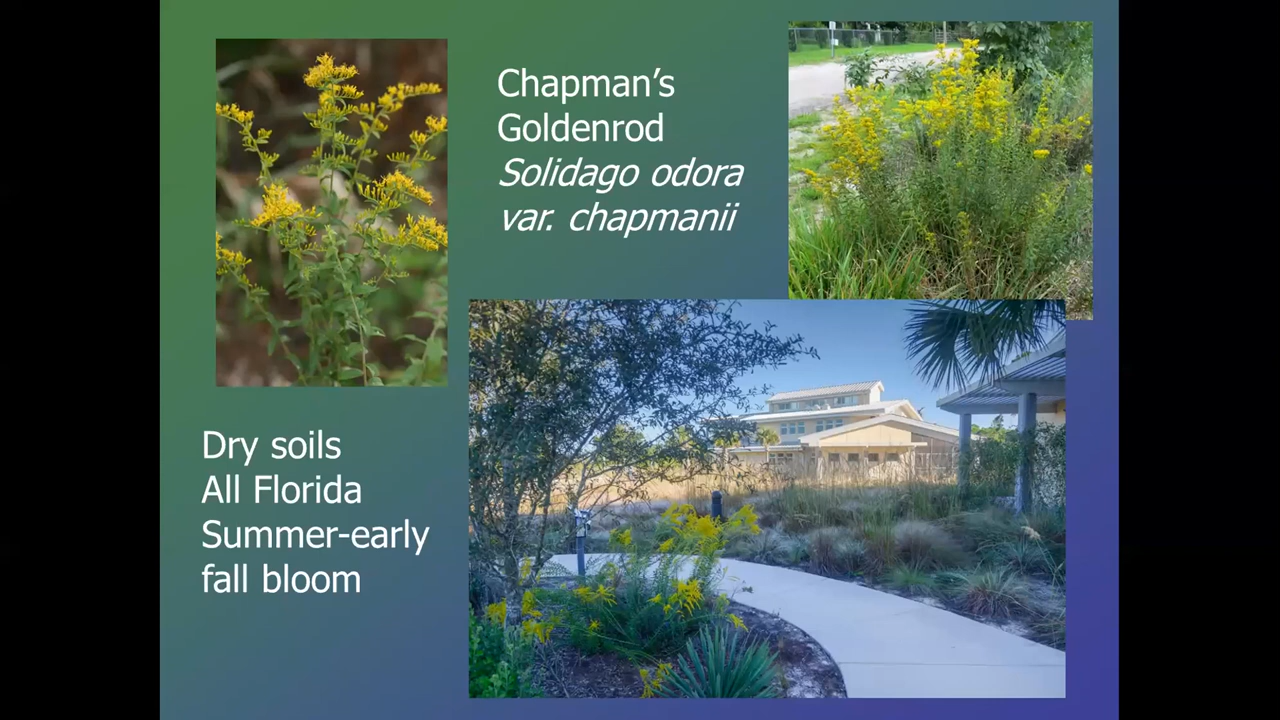 Chapman’s
Goldenrod
Solidago odora
var. chapmanii
Dry soils
All Florida
Summer-early
fall bloom